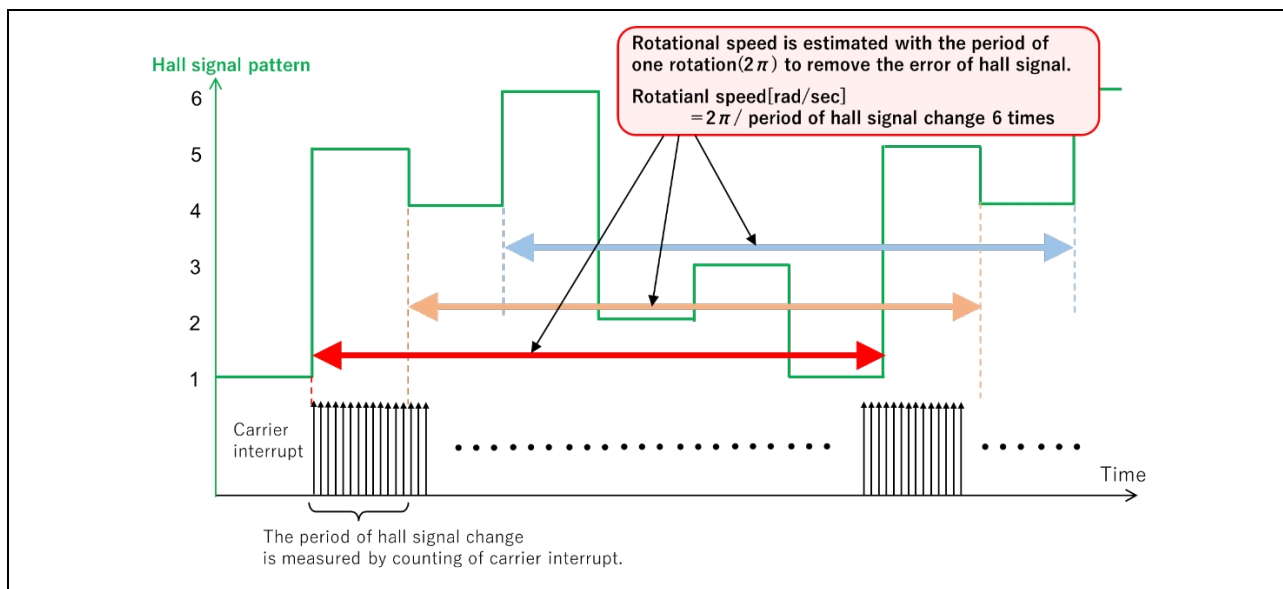 Rotational speed is estimated with the period of
one rotation(2π) to remove the error of hall signal.
Rotatianl speed[rad/sec]
=2π/ period of hall signal change 6 times
Hall signal pattern
6
5
4
3
2
1
Carrier
interrupt
Time
The period of hall signal change
is measured by counting of carrier interrupt.